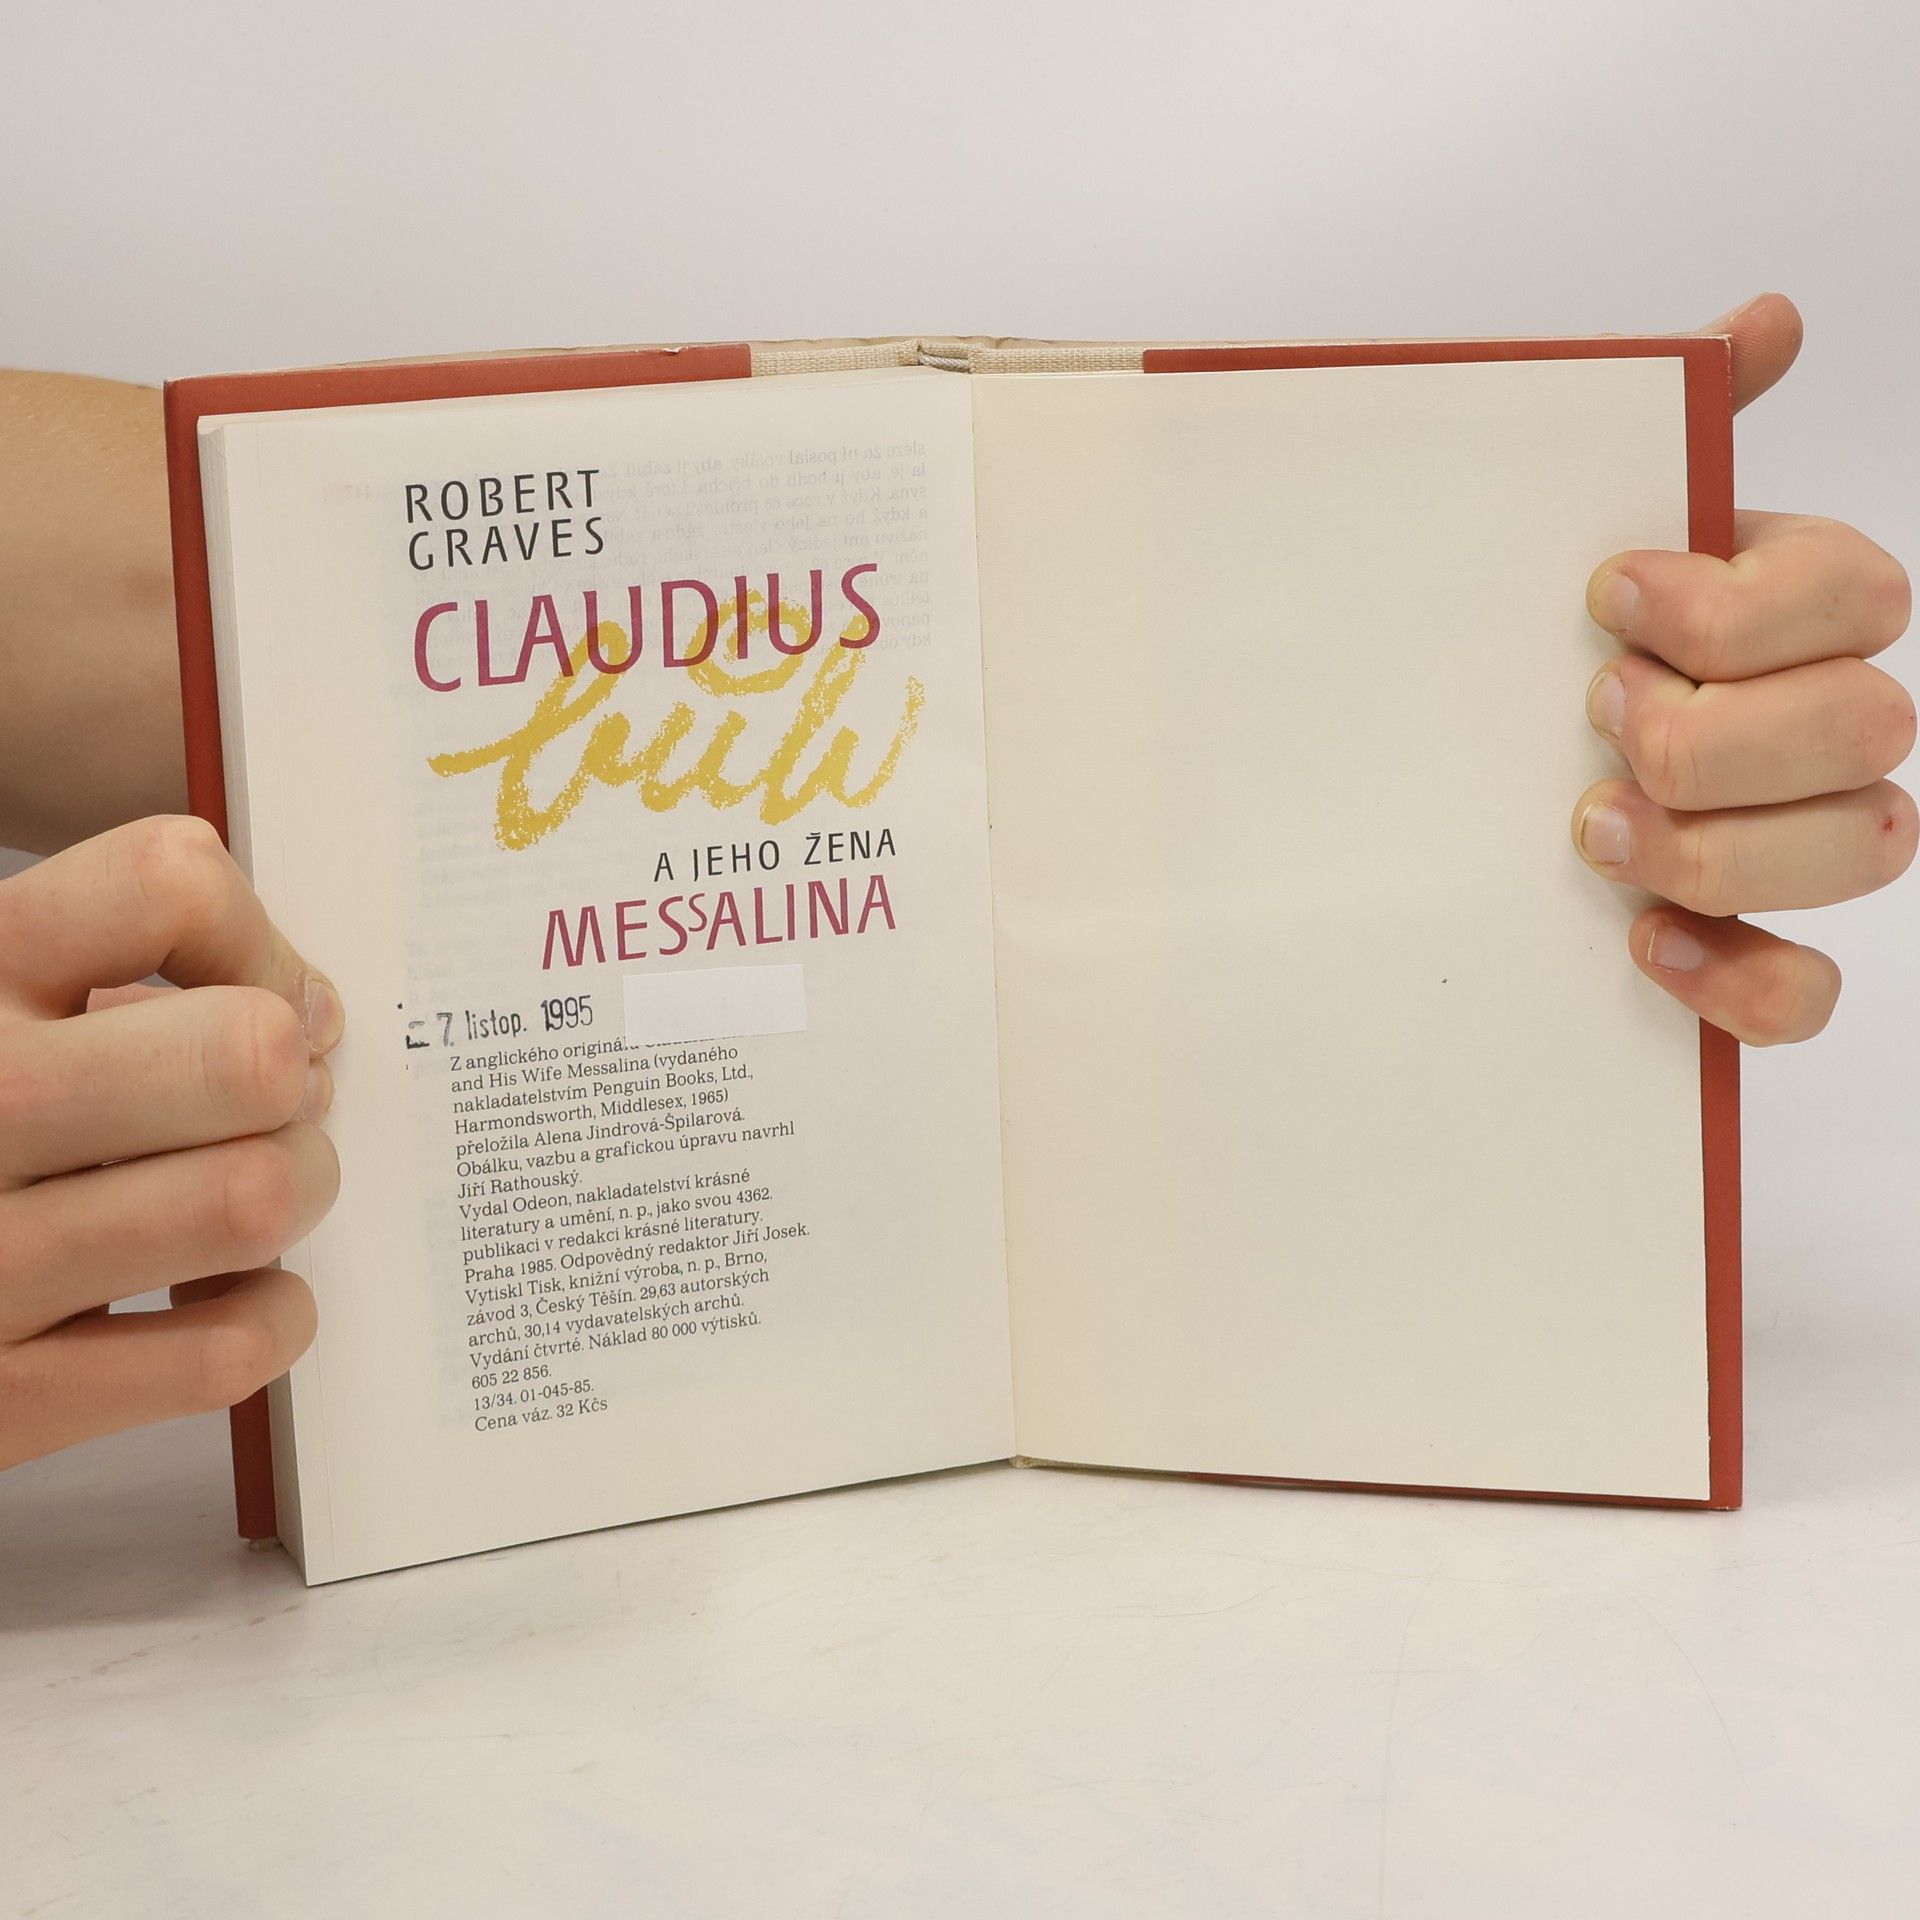 ROBERT
GRAVES
CLAUDIUS
bůh
A JEHO ŽENA
MESSALINA
– 7. listop. 1995
Z anglického originálu
and His Wife Messalina (vydaného
nakladatelstvím Penguin Books, Ltd.,
Harmondsworth, Middlesex, 1965)
přeložila Alena Jindrová-Špilarová.
Obálku, vazbu a grafickou úpravu navrhl
Jiří Rathouský.
Vydal Odeon, nakladatelství krásné
literatury a umění, n. p., jako svou 4362.
publikaci v redakci krásné literatury.
Praha 1985. Odpovědný redaktor Jiří Josek.
Vytiskl Tisk, knižní výroba, n. p., Brno,
závod 3, Český Těšín. 29,63 autorských
archů, 30,14 vydavatelských archů.
Vydání čtvrté. Náklad 80 000 výtisků.
605 22 856.
13/34. 01-045-85.
Cena váz. 32 Kčs